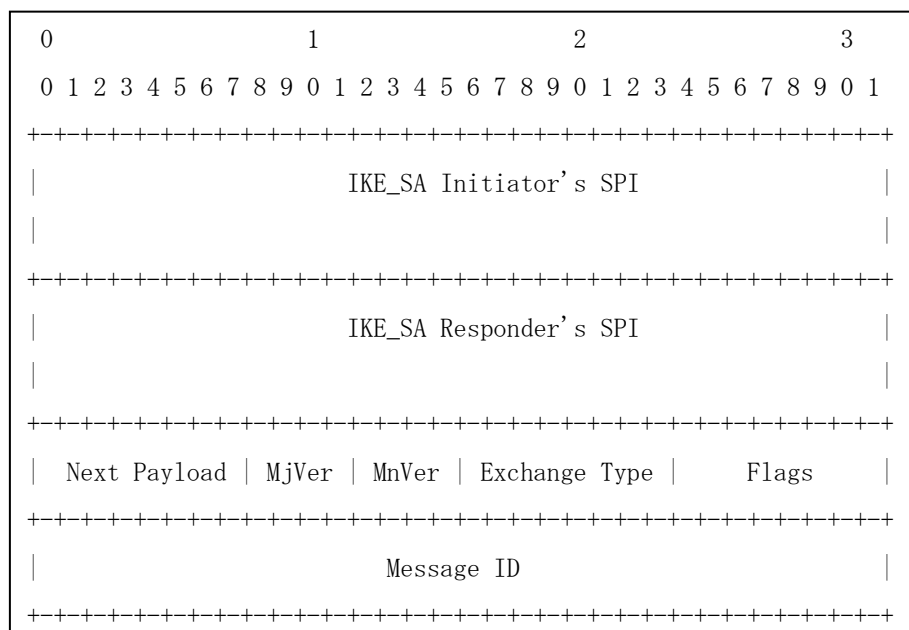 0                   1                   2                   3
0 1 2 3 4 5 6 7 8 9 0 1 2 3 4 5 6 7 8 9 0 1 2 3 4 5 6 7 8 9 0 1
+-+-+-+-+-+-+-+-+-+-+-+-+-+-+-+-+-+-+-+-+-+-+-+-+-+-+-+-+-+-+-+-+
|                       IKE_SA Initiator's SPI                  |
|                                                               |
+-+-+-+-+-+-+-+-+-+-+-+-+-+-+-+-+-+-+-+-+-+-+-+-+-+-+-+-+-+-+-+-+
|                       IKE_SA Responder's SPI                  |
|                                                               |
+-+-+-+-+-+-+-+-+-+-+-+-+-+-+-+-+-+-+-+-+-+-+-+-+-+-+-+-+-+-+-+-+
|  Next Payload | MjVer | MnVer | Exchange Type |     Flags     |
+-+-+-+-+-+-+-+-+-+-+-+-+-+-+-+-+-+-+-+-+-+-+-+-+-+-+-+-+-+-+-+-+
|                          Message ID                           |
+-+-+-+-+-+-+-+-+-+-+-+-+-+-+-+-+-+-+-+-+-+-+-+-+-+-+-+-+-+-+-+-+